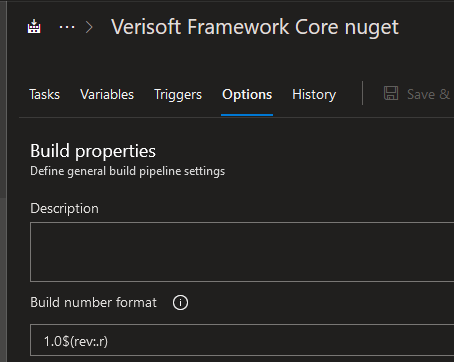 ... > Verisoft Framework Core nuget
Tasks Variables Triggers Options History Save &
Build properties
Define general build pipeline settings
Description
Build number format
1.0$(rev:.r)